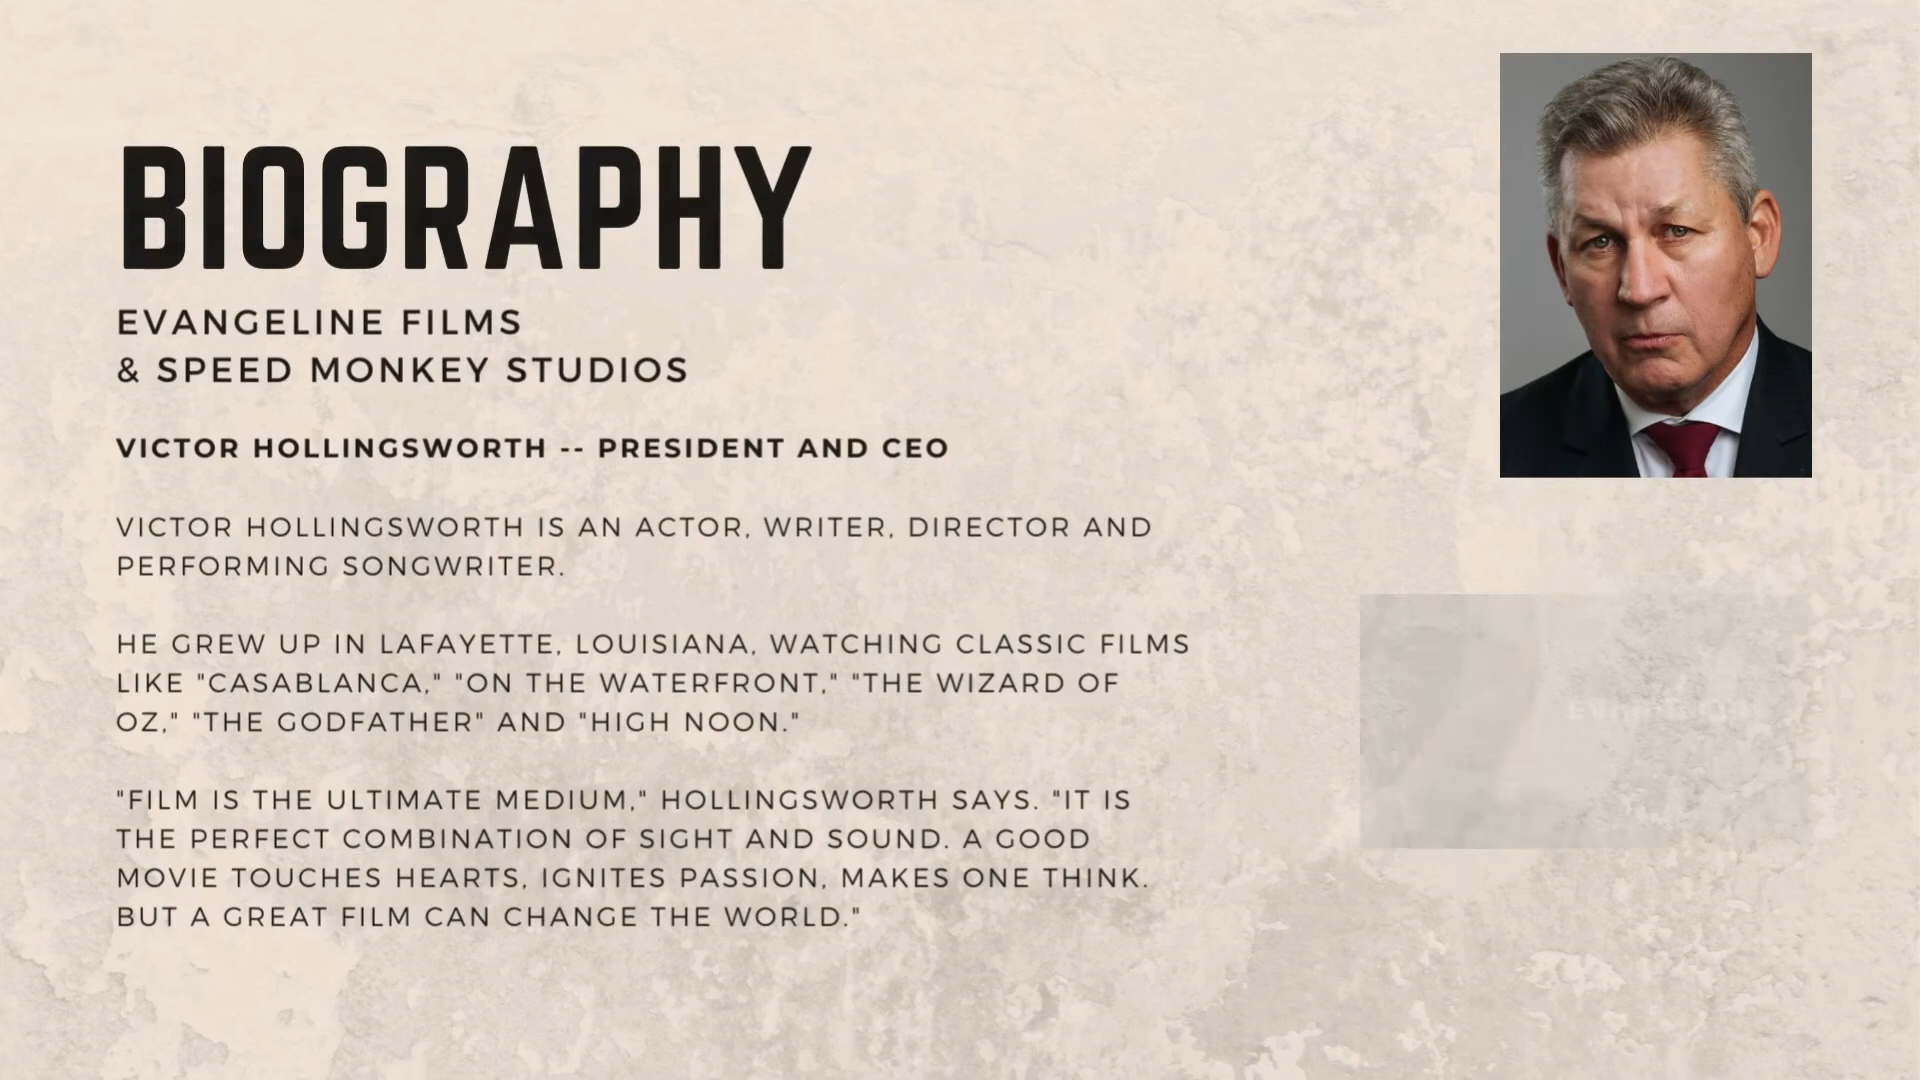 BIOGRAPHY
EVANGELINE FILMS
& SPEED MONKEY STUDIOS
VICTOR HOLLINGSWORTH -- PRESIDENT AND CEO
VICTOR HOLLINGSWORTH IS AN ACTOR, WRITER, DIRECTOR AND
PERFORMING SONGWRITER.
HE GREW UP IN LAFAYETTE, LOUISIANA, WATCHING CLASSIC FILMS
LIKE "CASABLANCA," "ON THE WATERFRONT," "THE WIZARD OF
OZ," "THE GODFATHER" AND "HIGH NOON."
"FILM IS THE ULTIMATE MEDIUM," HOLLINGSWORTH SAYS. "IT IS
THE PERFECT COMBINATION OF SIGHT AND SOUND. A GOOD
MOVIE TOUCHES HEARTS, IGNITES PASSION, MAKES ONE THINK.
BUT A GREAT FILM CAN CHANGE THE WORLD."